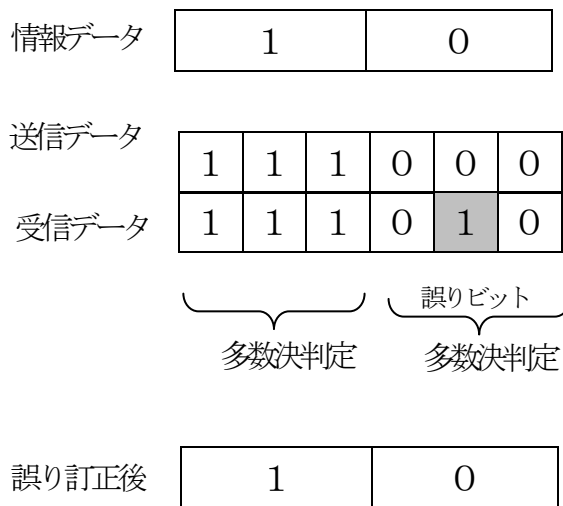 情報データ １ ０
送信データ １ １ １ ０ ０ ０
受信データ １ １ １ ０ １ ０
誤りビット
多数決判定 多数決判定
誤り訂正後 １ ０